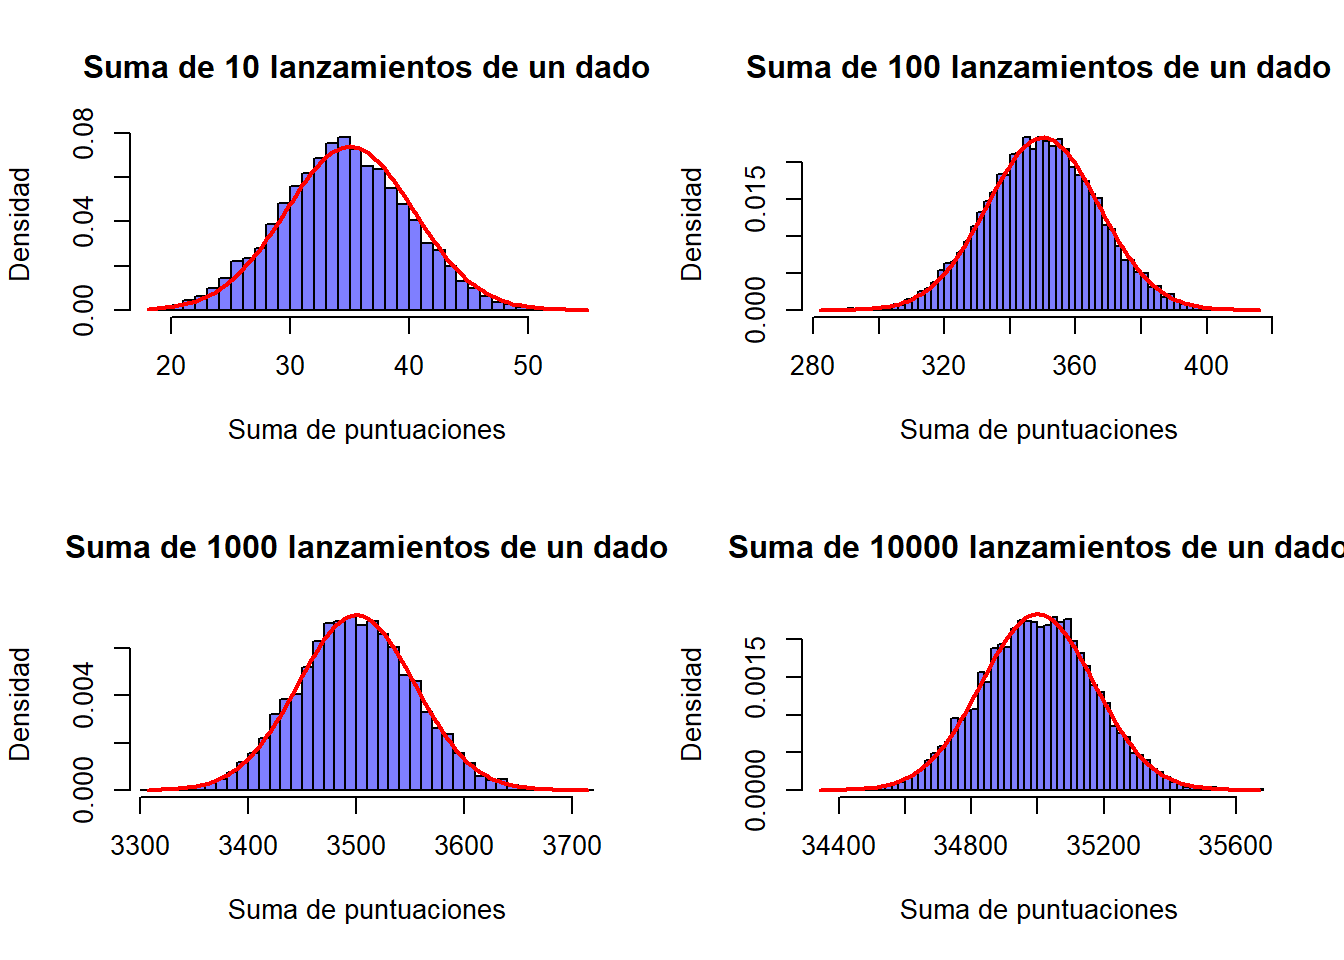 Suma de 10 lanzamientos de un dado
Densidad
0.08
0.04
0.00
20 30 40 50
Suma de puntuaciones
Suma de 100 lanzamientos de un dado
Densidad
0.015
0.000
280 320 360 400
Suma de puntuaciones
Suma de 1000 lanzamientos de un dado
Densidad
0.004
0.000
3300 3400 3500 3600 3700
Suma de puntuaciones
Suma de 10000 lanzamientos de un dado
Densidad
0.0015
0.0000
34400 34800 35200 35600
Suma de puntuaciones